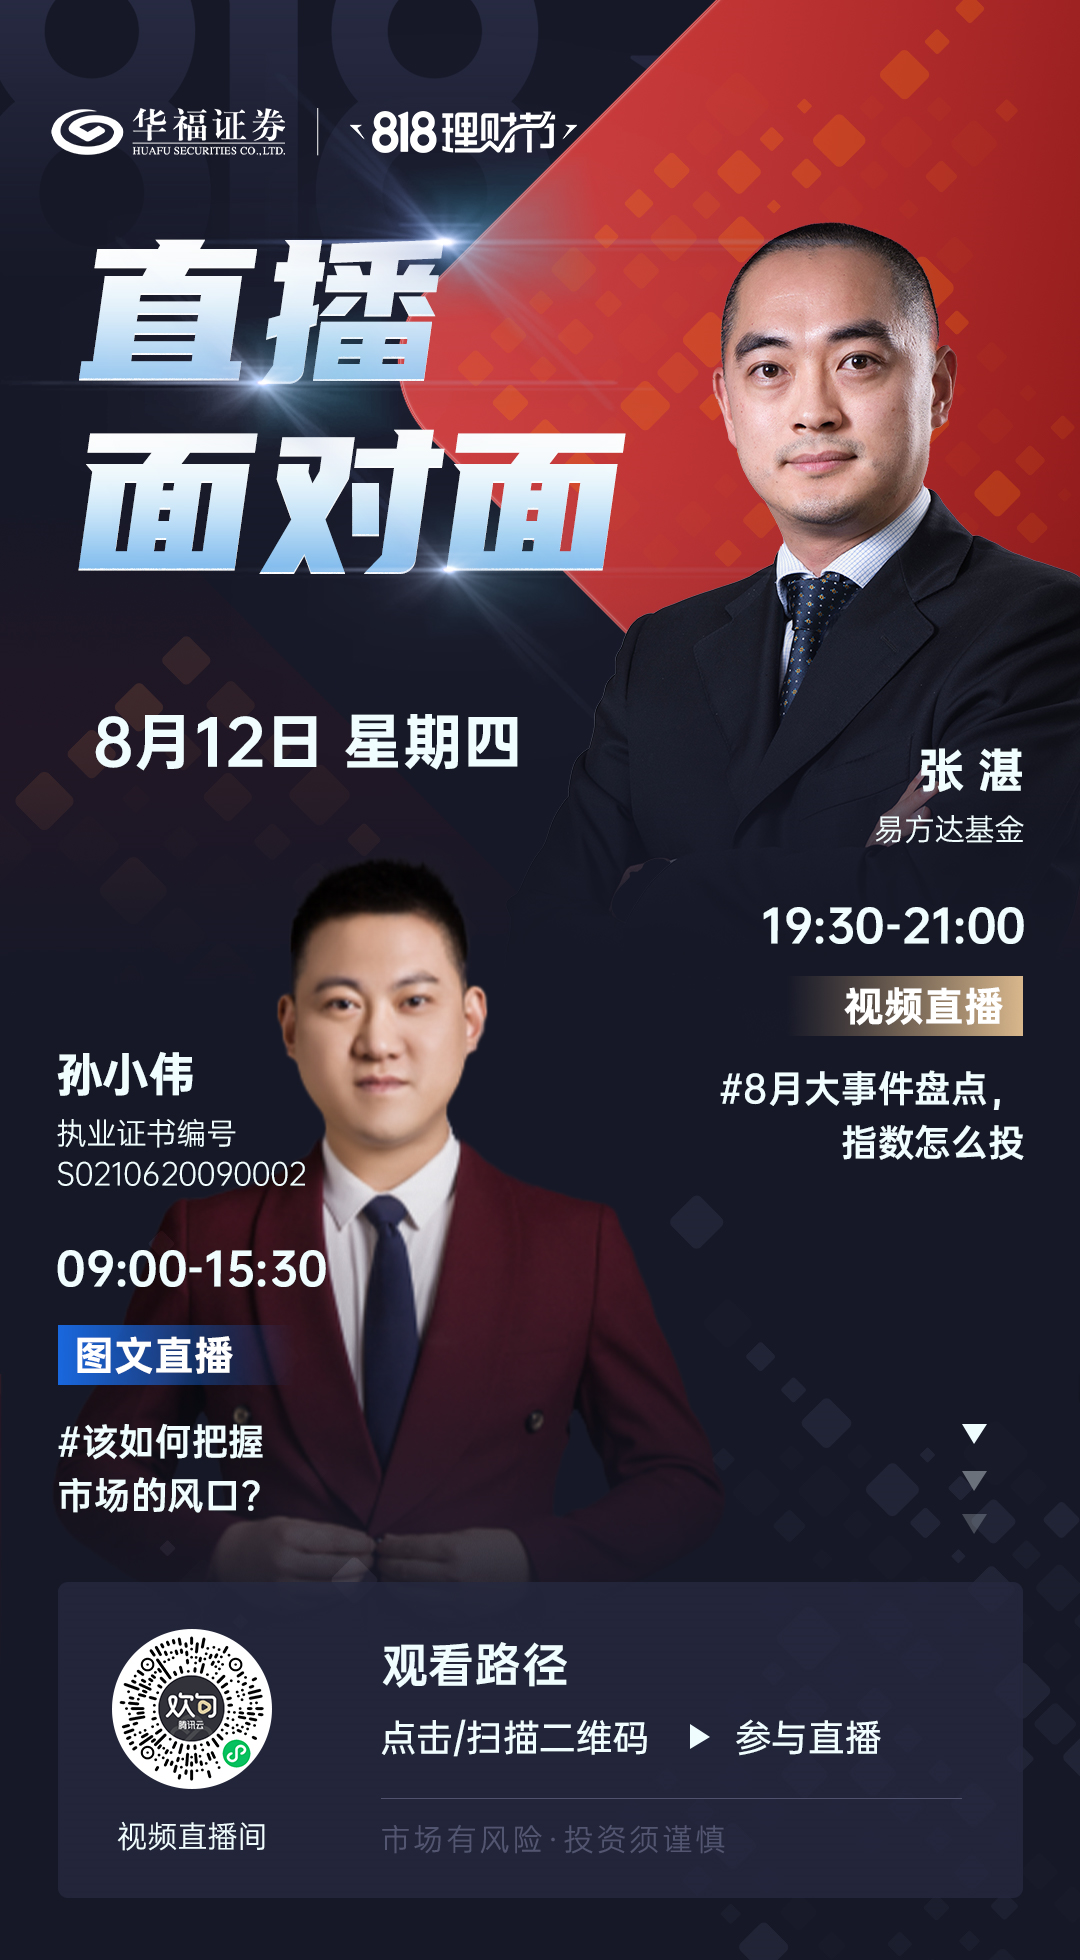 华福证券
HUAFU SECURITIES CO.,LTD.
818理财节
直播
面对面
8月12日 星期四
张 湛
易方达基金
19:30-21:00
视频直播
#8月大事件盘点，
指数怎么投
孙小伟
执业证书编号
S0210620090002
09:00-15:30
图文直播
#该如何把握
市场的风口？
欢句
腾讯云
视频直播间
观看路径
点击/扫描二维码 ▶ 参与直播
市场有风险·投资须谨慎